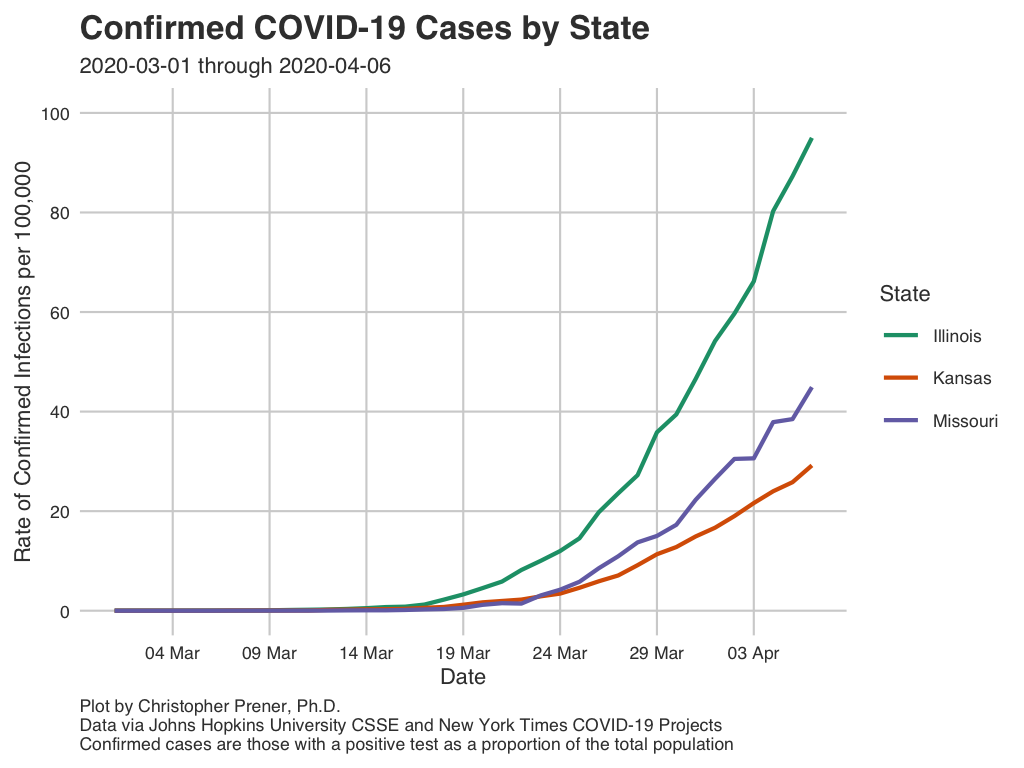 Confirmed COVID-19 Cases by State
2020-03-01 through 2020-04-06
Rate of Confirmed Infections per 100,000
100
80
60
40
20
0
04 Mar
09 Mar
14 Mar
19 Mar
24 Mar
29 Mar
03 Apr
Date
State
Illinois
Kansas
Missouri
Plot by Christopher Prener, Ph.D.
Data via Johns Hopkins University CSSE and New York Times COVID-19 Projects
Confirmed cases are those with a positive test as a proportion of the total population